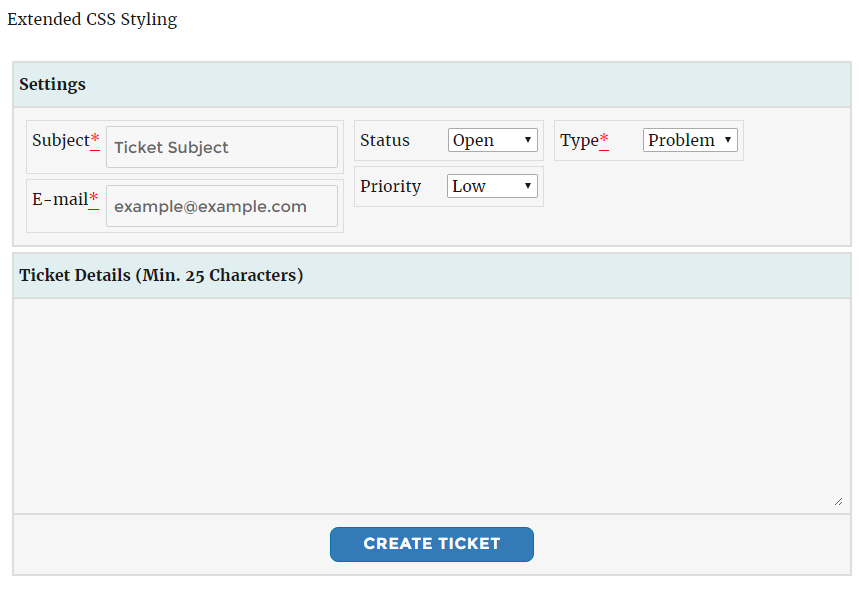 Extended CSS Styling
Settings
Subject* Ticket Subject
E-mail* example@example.com
Status Open
Priority Low
Type* Problem
Ticket Details (Min. 25 Characters)
CREATE TICKET